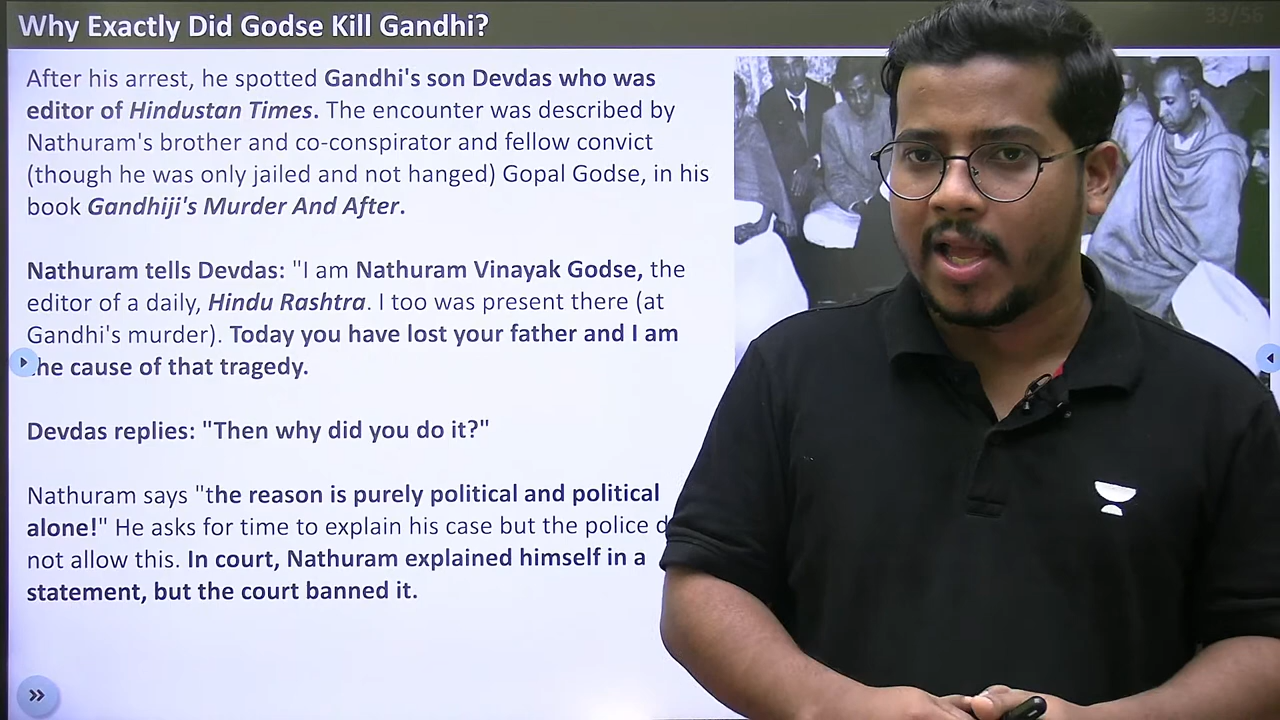 Why Exactly Did Godse Kill Gandhi?
33/56
After his arrest, he spotted Gandhi's son Devdas who was
editor of Hindustan Times. The encounter was described by
Nathuram's brother and co-conspirator and fellow convict
(though he was only jailed and not hanged) Gopal Godse, in his
book Gandhiji's Murder And After.
Nathuram tells Devdas: "I am Nathuram Vinayak Godse, the
editor of a daily, Hindu Rashtra. I too was present there (at
Gandhi's murder). Today you have lost your father and I am
the cause of that tragedy.
Devdas replies: "Then why did you do it?"
Nathuram says "the reason is purely political and political
alone!" He asks for time to explain his case but the police
not allow this. In court, Nathuram explained himself in a
statement, but the court banned it.